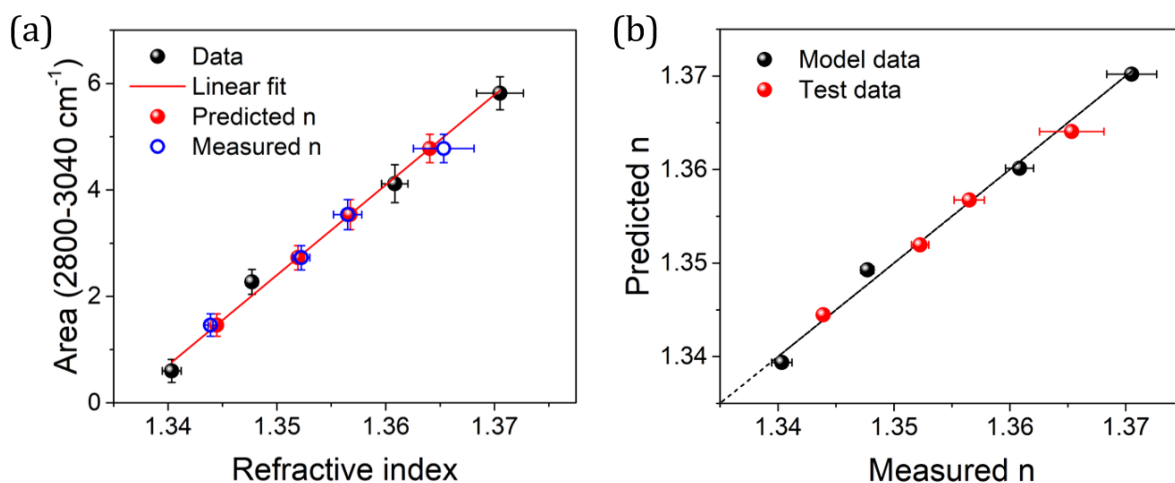 (a)
Data
Linear fit
Predicted n
Measured n
Area (2800-3040 cm⁻¹)
6
4
2
0
1.34
1.35
1.36
1.37
Refractive index
(b)
Model data
Test data
Predicted n
1.37
1.36
1.35
1.34
1.34
1.35
1.36
1.37
Measured n